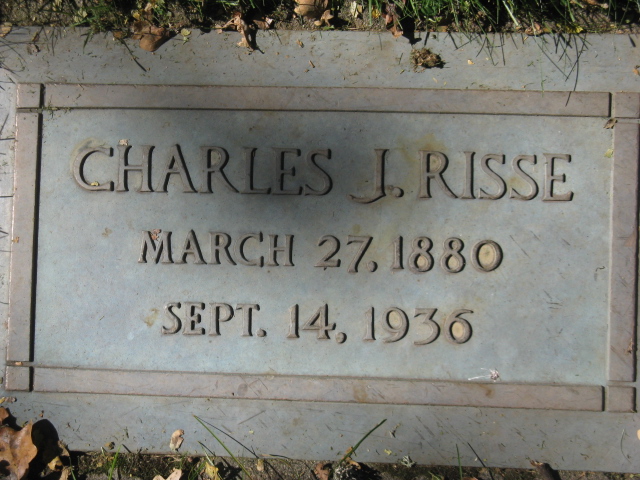 CHARLES J. RISSE
MARCH 27, 1880
SEPT. 14, 1936